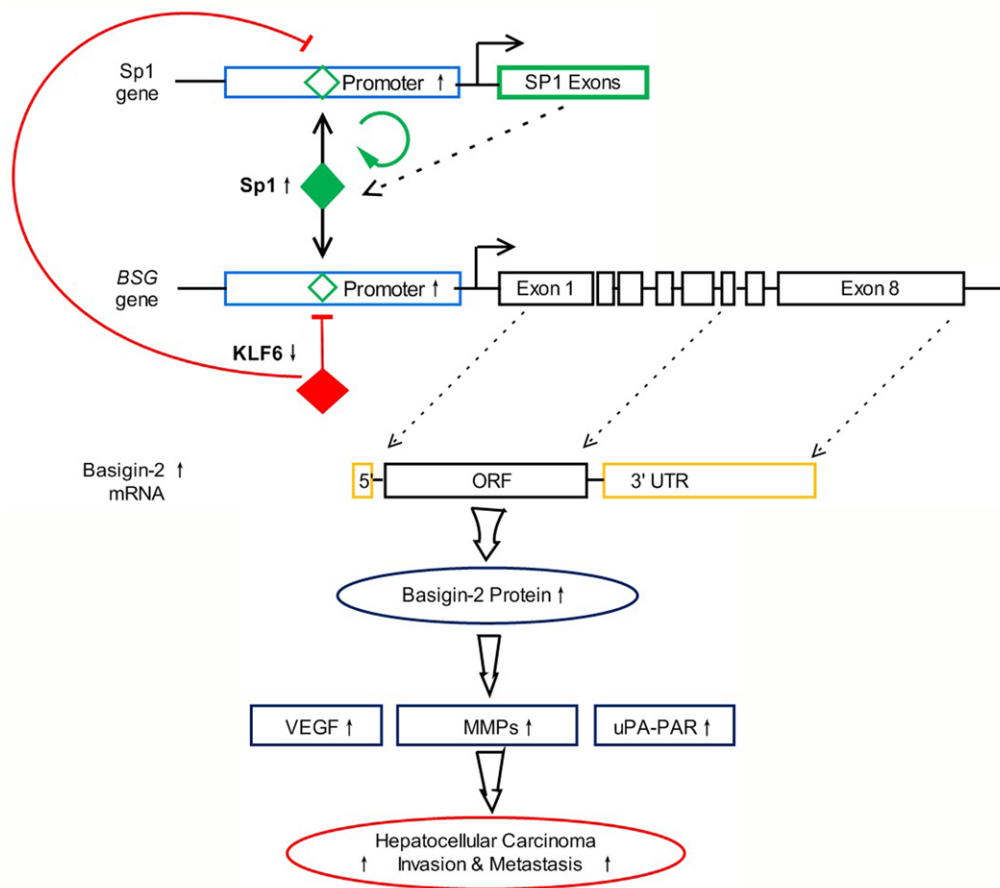 Sp1
gene
Promoter ↑
SP1 Exons
Sp1 ↑
BSG
gene
Promoter ↑
Exon 1
Exon 8
KLF6 ↓
Basigin-2 ↑
mRNA
5'
ORF
3' UTR
Basigin-2 Protein ↑
VEGF ↑
MMPs ↑
uPA-PAR ↑
Hepatocellular Carcinoma
↑ Invasion & Metastasis ↑